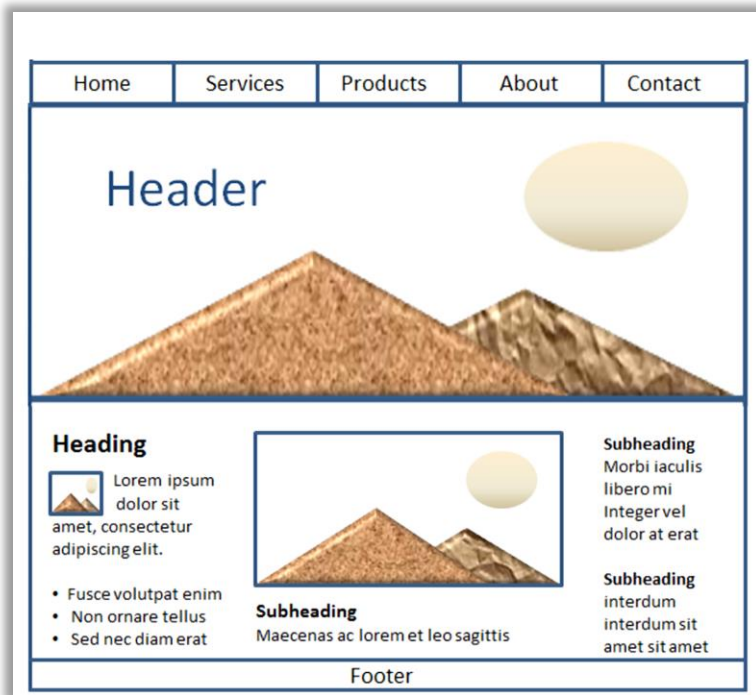 Home Services Products About Contact
Header
Heading
Lorem ipsum
dolor sit
amet, consectetur
adipiscing elit.
• Fusce volutpat enim
• Non ornare tellus
• Sed nec diam erat
Subheading
Maecenas ac lorem et leo sagittis
Subheading
Morbi iaculis
libero mi
Integer vel
dolor at erat
Subheading
interdum
interdum sit
amet sit amet
Footer